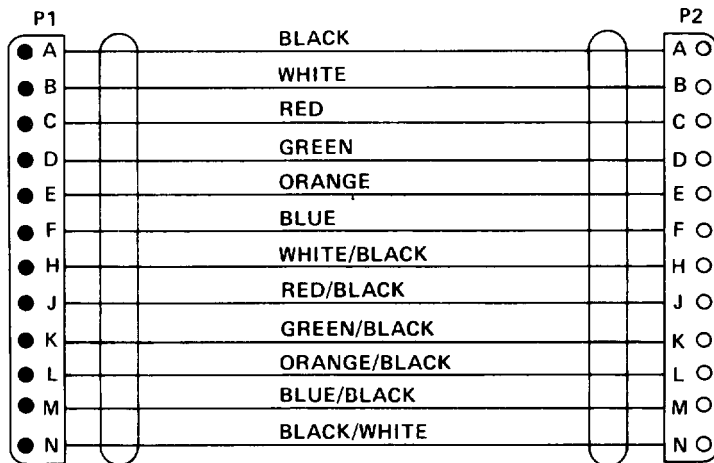 P1 P2
A BLACK A
B WHITE B
C RED C
D GREEN D
E ORANGE E
F BLUE F
H WHITE/BLACK H
J RED/BLACK J
K GREEN/BLACK K
L ORANGE/BLACK L
M BLUE/BLACK M
N BLACK/WHITE N